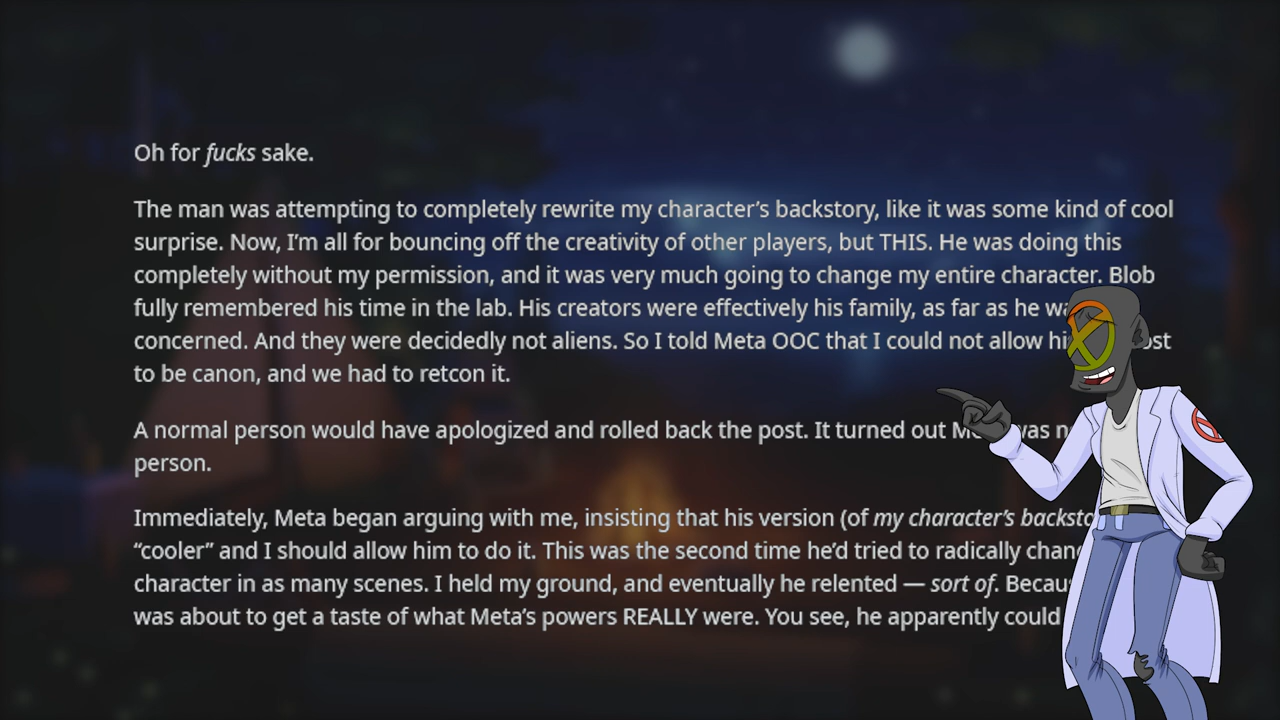 Oh for fucks sake.
The man was attempting to completely rewrite my character’s backstory, like it was some kind of cool
surprise. Now, I’m all for bouncing off the creativity of other players, but THIS. He was doing this
completely without my permission, and it was very much going to change my entire character. Blob
fully remembered his time in the lab. His creators were effectively his family, as far as he
concerned. And they were decidedly not aliens. So I told Meta OOC that I could not allow
to be canon, and we had to retcon it.
A normal person would have apologized and rolled back the post. It turned out was
person.
Immediately, Meta began arguing with me, insisting that his version (of my character’s
“cooler” and I should allow him to do it. This was the second time he’d tried to radically
character in as many scenes. I held my ground, and eventually he relented — sort of.
was about to get a taste of what Meta’s powers REALLY were. You see, he apparently could